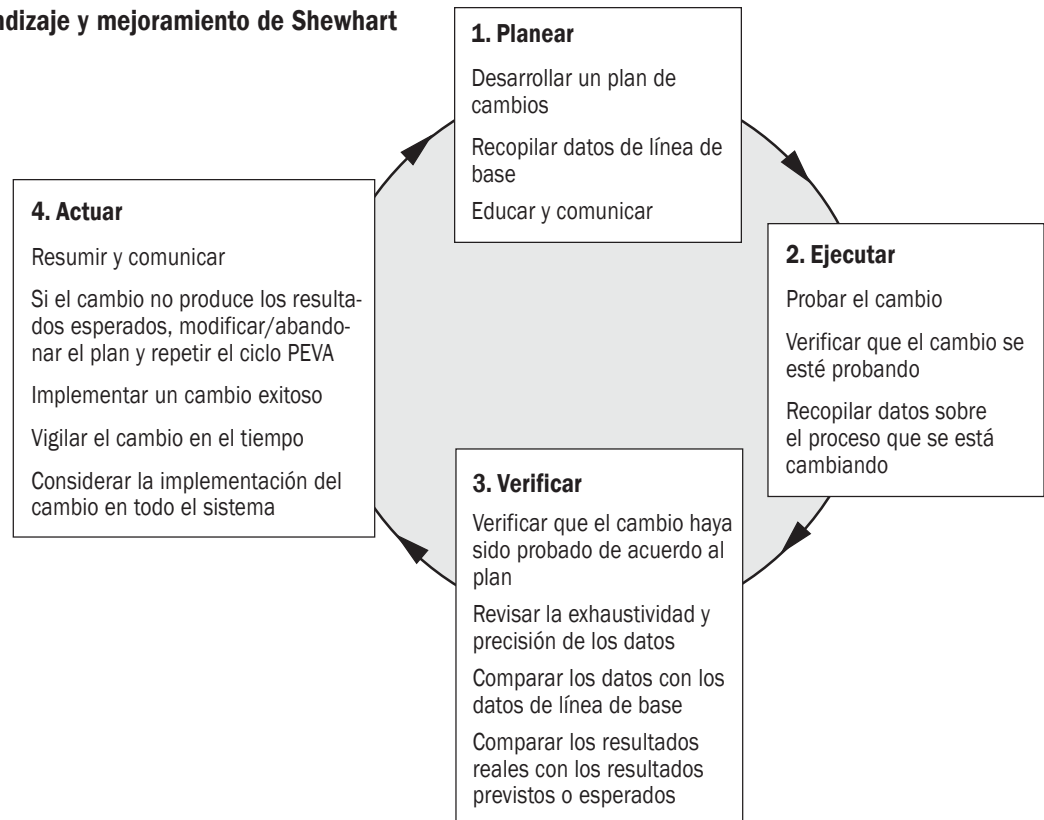 ndizaje y mejoramiento de Shewhart
1. Planear
Desarrollar un plan de
cambios
Recopilar datos de línea de
base
Educar y comunicar
2. Ejecutar
Probar el cambio
Verificar que el cambio se
esté probando
Recopilar datos sobre
el proceso que se está
cambiando
3. Verificar
Verificar que el cambio haya
sido probado de acuerdo al
plan
Revisar la exhaustividad y
precisión de los datos
Comparar los datos con los
datos de línea de base
Comparar los resultados
reales con los resultados
previstos o esperados
4. Actuar
Resumir y comunicar
Si el cambio no produce los resulta-
dos esperados, modificar/abando-
nar el plan y repetir el ciclo PEVA
Implementar un cambio exitoso
Vigilar el cambio en el tiempo
Considerar la implementación del
cambio en todo el sistema